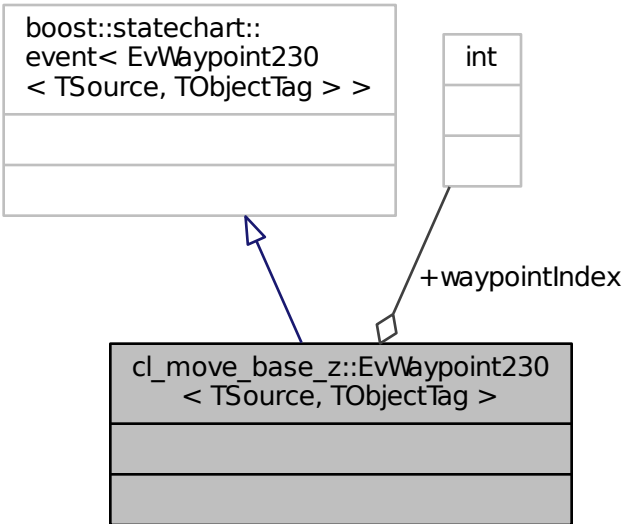 boost::statechart::
event< EvWaypoint230
< TSource, TObjectTag > >
int
+waypointIndex
cl_move_base_z::EvWaypoint230
< TSource, TObjectTag >